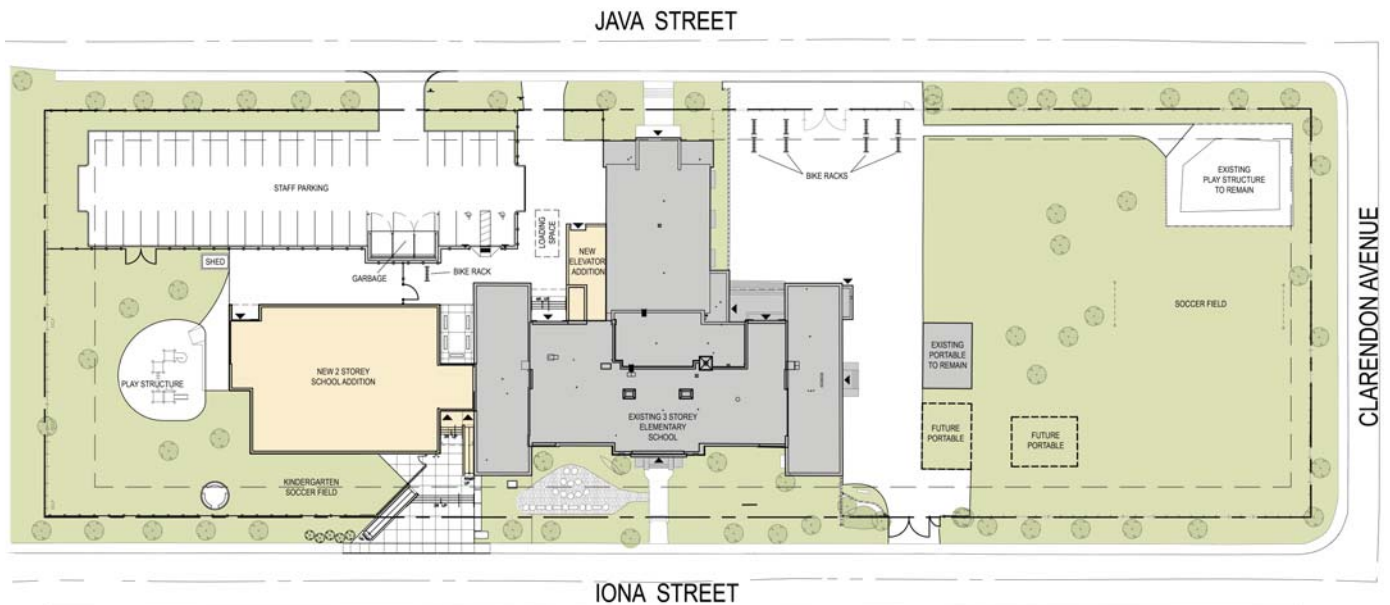 JAVA STREET
STAFF PARKING
BIKE RACKS
EXISTING
PLAY STRUCTURE
TO REMAIN
CLARENDON AVENUE
LOADING
SPACE
NEW
ELEVATOR
ADDITION
SHED
GARBAGE
BIKE RACK
SOCCER FIELD
EXISTING
PORTABLE
TO REMAIN
PLAY STRUCTURE
NEW 2 STOREY
SCHOOL ADDITION
EXISTING 3 STOREY
ELEMENTARY
SCHOOL
FUTURE
PORTABLE
FUTURE
PORTABLE
KINDERGARTEN
SOCCER FIELD
IONA STREET